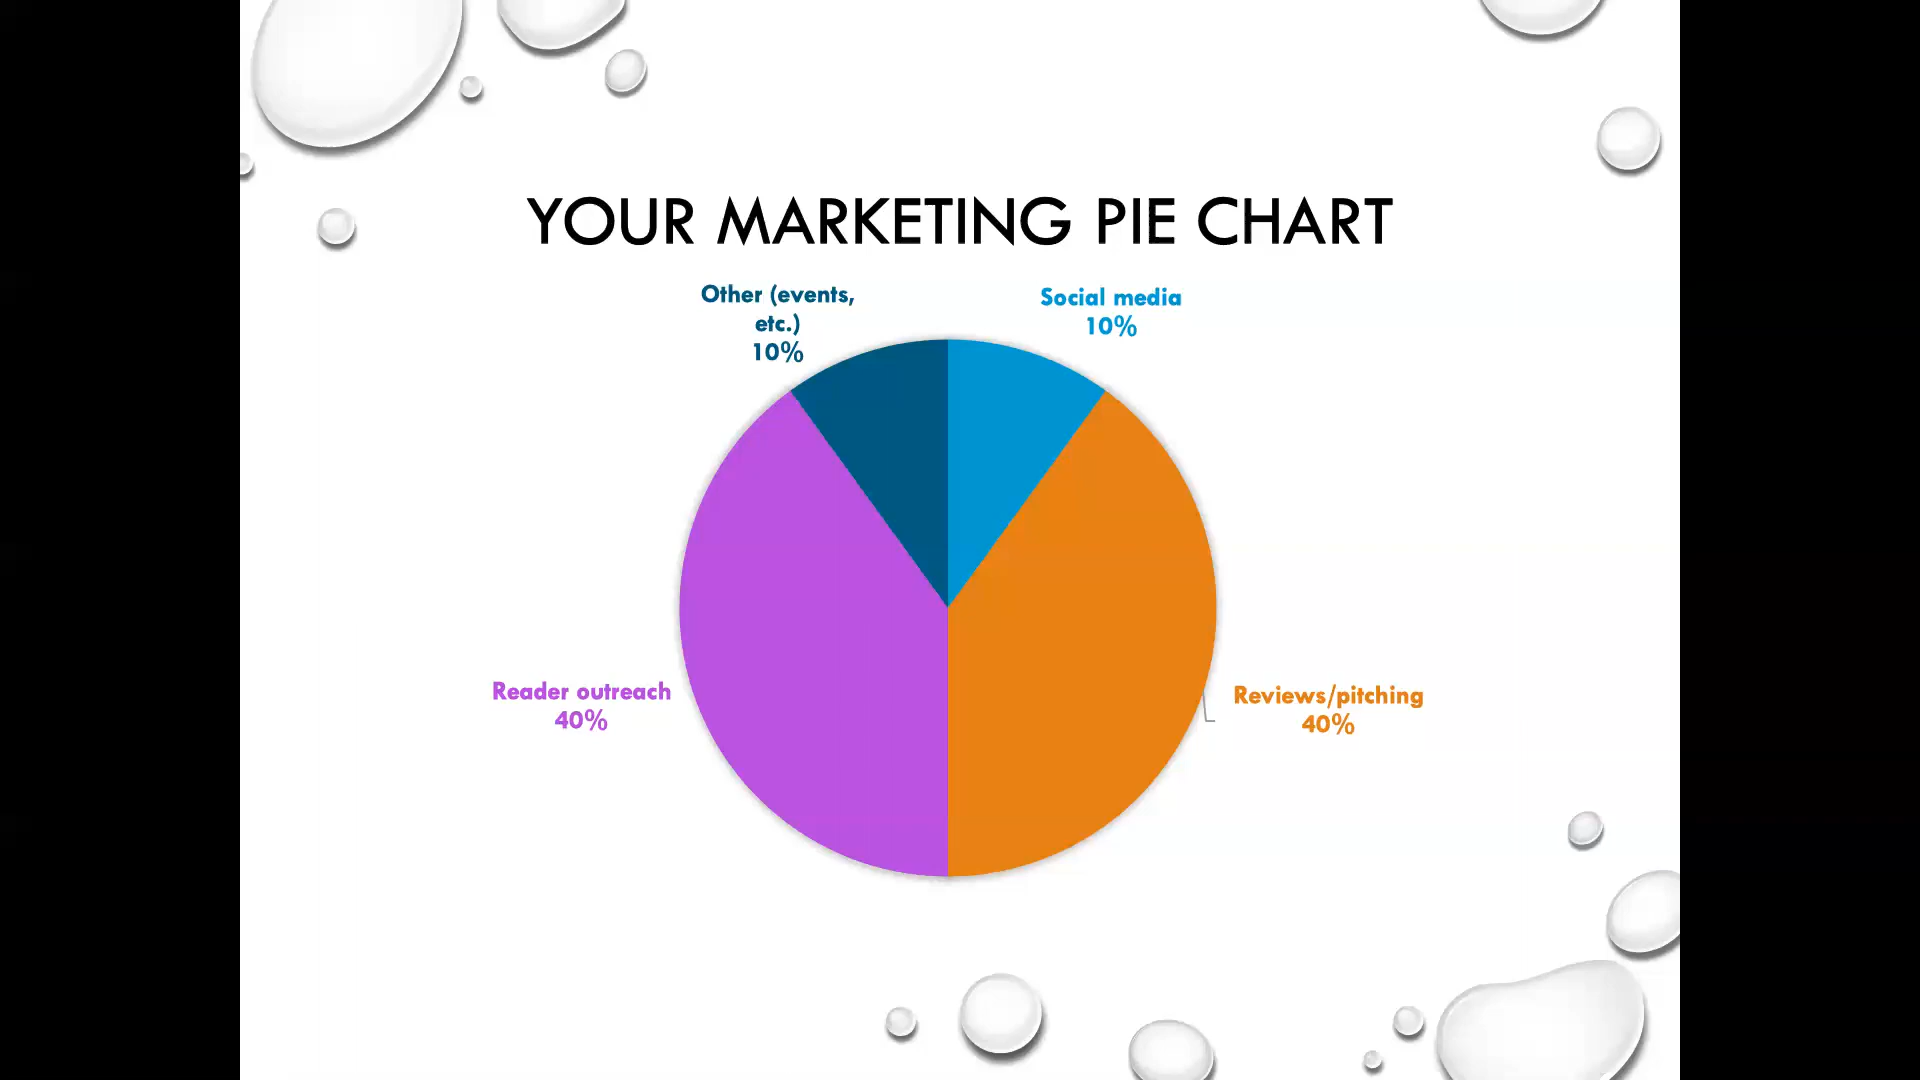 YOUR MARKETING PIE CHART
Other (events,
etc.)
10%
Social media
10%
Reader outreach
40%
Reviews/pitching
40%